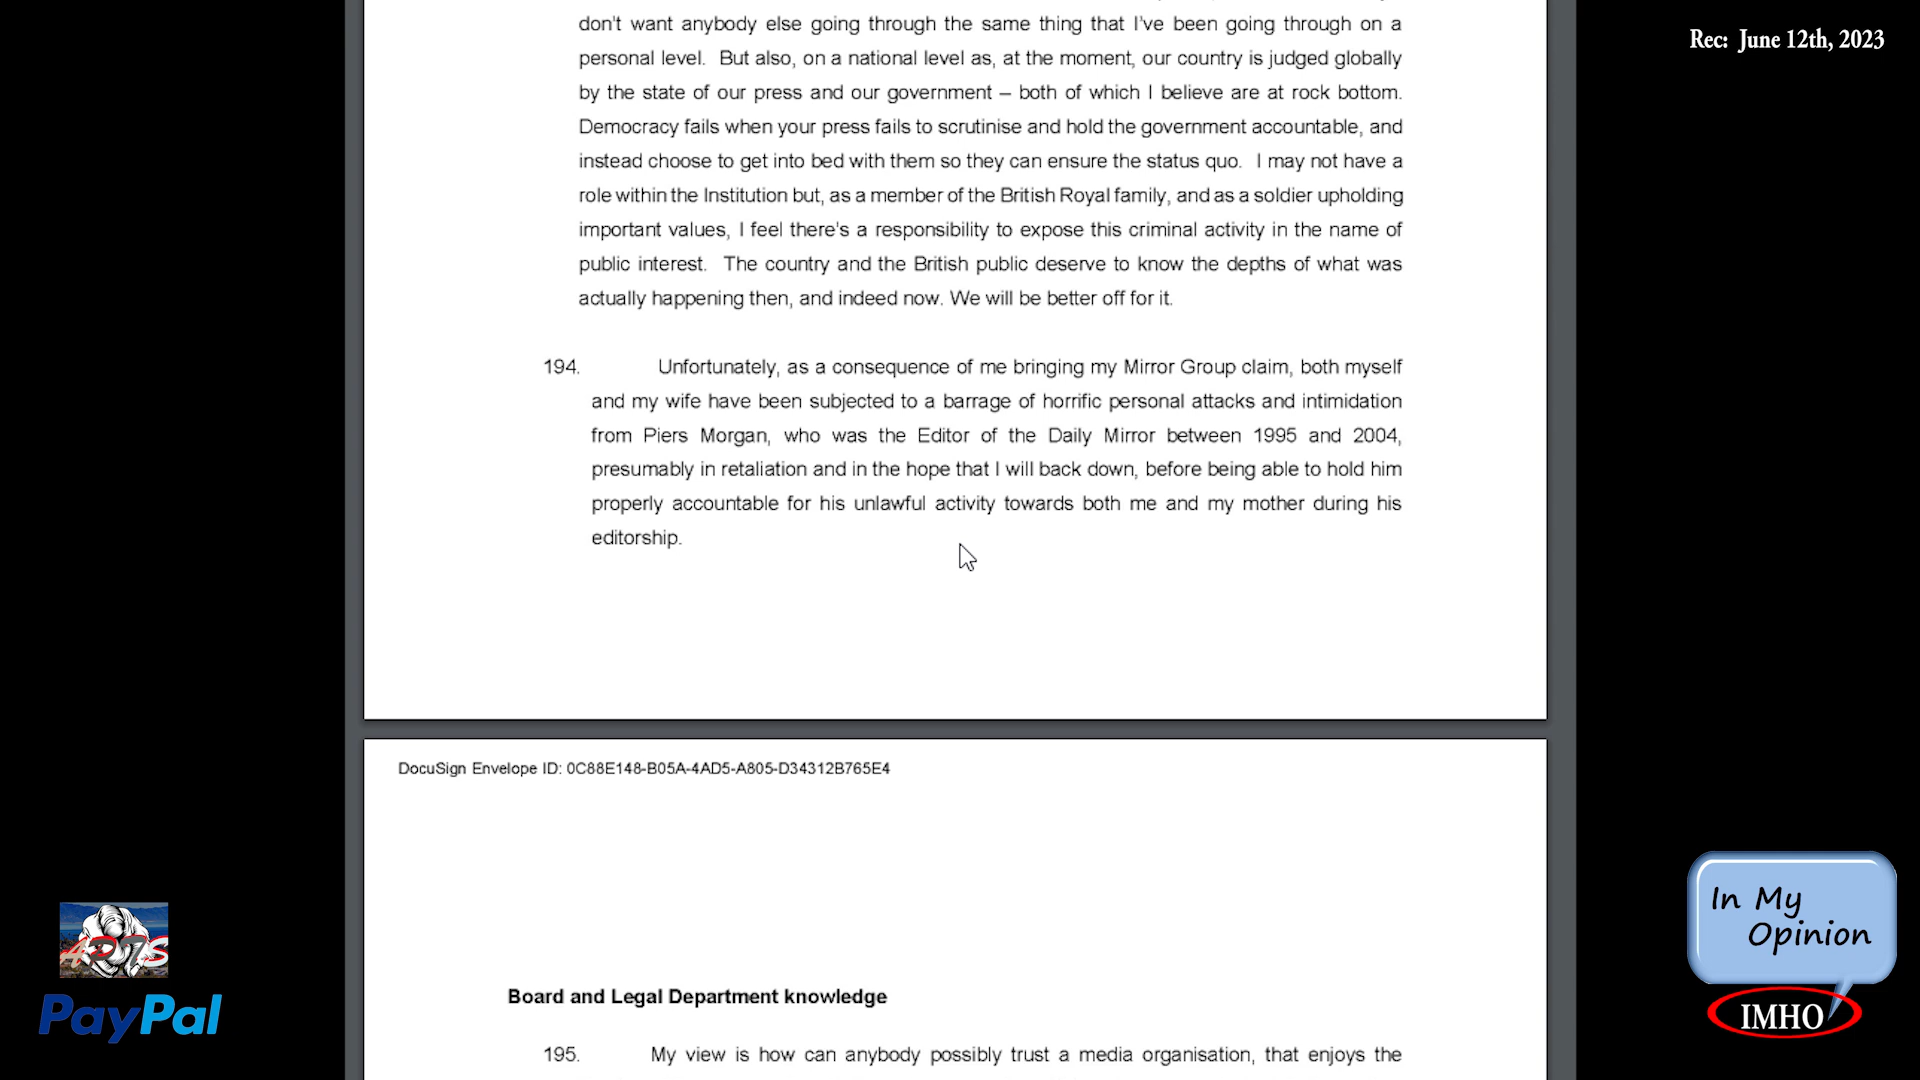 Rec: June 12th, 2023
don't want anybody else going through the same thing that I've been going through on a
personal level. But also, on a national level as, at the moment, our country is judged globally
by the state of our press and our government – both of which I believe are at rock bottom.
Democracy fails when your press fails to scrutinise and hold the government accountable, and
instead choose to get into bed with them so they can ensure the status quo. I may not have a
role within the Institution but, as a member of the British Royal family, and as a soldier upholding
important values, I feel there's a responsibility to expose this criminal activity in the name of
public interest. The country and the British public deserve to know the depths of what was
actually happening then, and indeed now. We will be better off for it.
194. Unfortunately, as a consequence of me bringing my Mirror Group claim, both myself
and my wife have been subjected to a barrage of horrific personal attacks and intimidation
from Piers Morgan, who was the Editor of the Daily Mirror between 1995 and 2004,
presumably in retaliation and in the hope that I will back down, before being able to hold him
properly accountable for his unlawful activity towards both me and my mother during his
editorship.
DocuSign Envelope ID: 0C88E148-B05A-4AD5-A805-D34312B765E4
Board and Legal Department knowledge
195. My view is how can anybody possibly trust a media organisation, that enjoys the
PayPal
In My
Opinion
IMHO